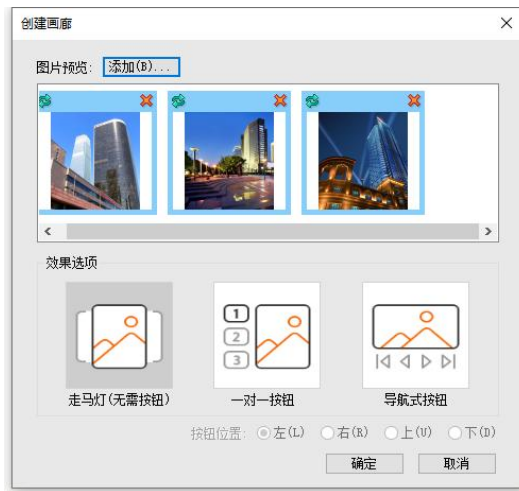 创建画廊
图片预览: 添加(B)...
效果选项
1
2
3
走马灯(无需按钮)
一对一按钮
导航式按钮
按钮位置: 左(L) 右(R) 上(U) 下(D)
确定 取消